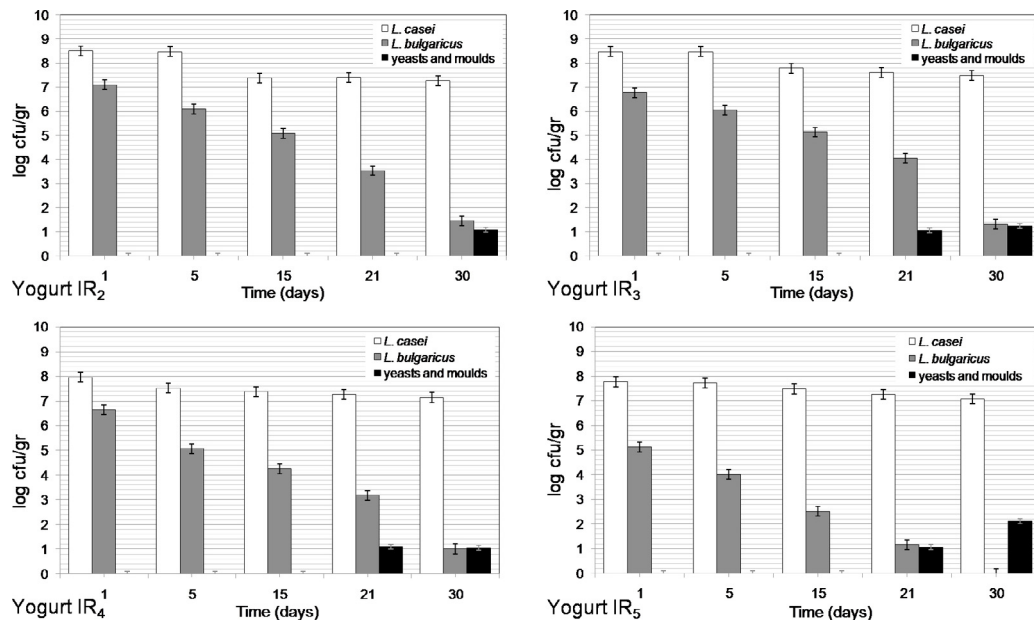 10
9
8
7
6
5
4
3
2
1
0
log cfu/gr
L. casei
L. bulgaricus
yeasts and moulds
1 5 15 21 30
Time (days)
Yogurt IR2
10
9
8
7
6
5
4
3
2
1
0
log cfu/gr
L. casei
L. bulgaricus
yeasts and moulds
1 5 15 21 30
Time (days)
Yogurt IR3
10
9
8
7
6
5
4
3
2
1
0
log cfu/gr
L. casei
L. bulgaricus
yeasts and moulds
1 5 15 21 30
Time (days)
Yogurt IR4
10
9
8
7
6
5
4
3
2
1
0
log cfu/gr
L. casei
L. bulgaricus
yeasts and moulds
1 5 15 21 30
Time (days)
Yogurt IR5